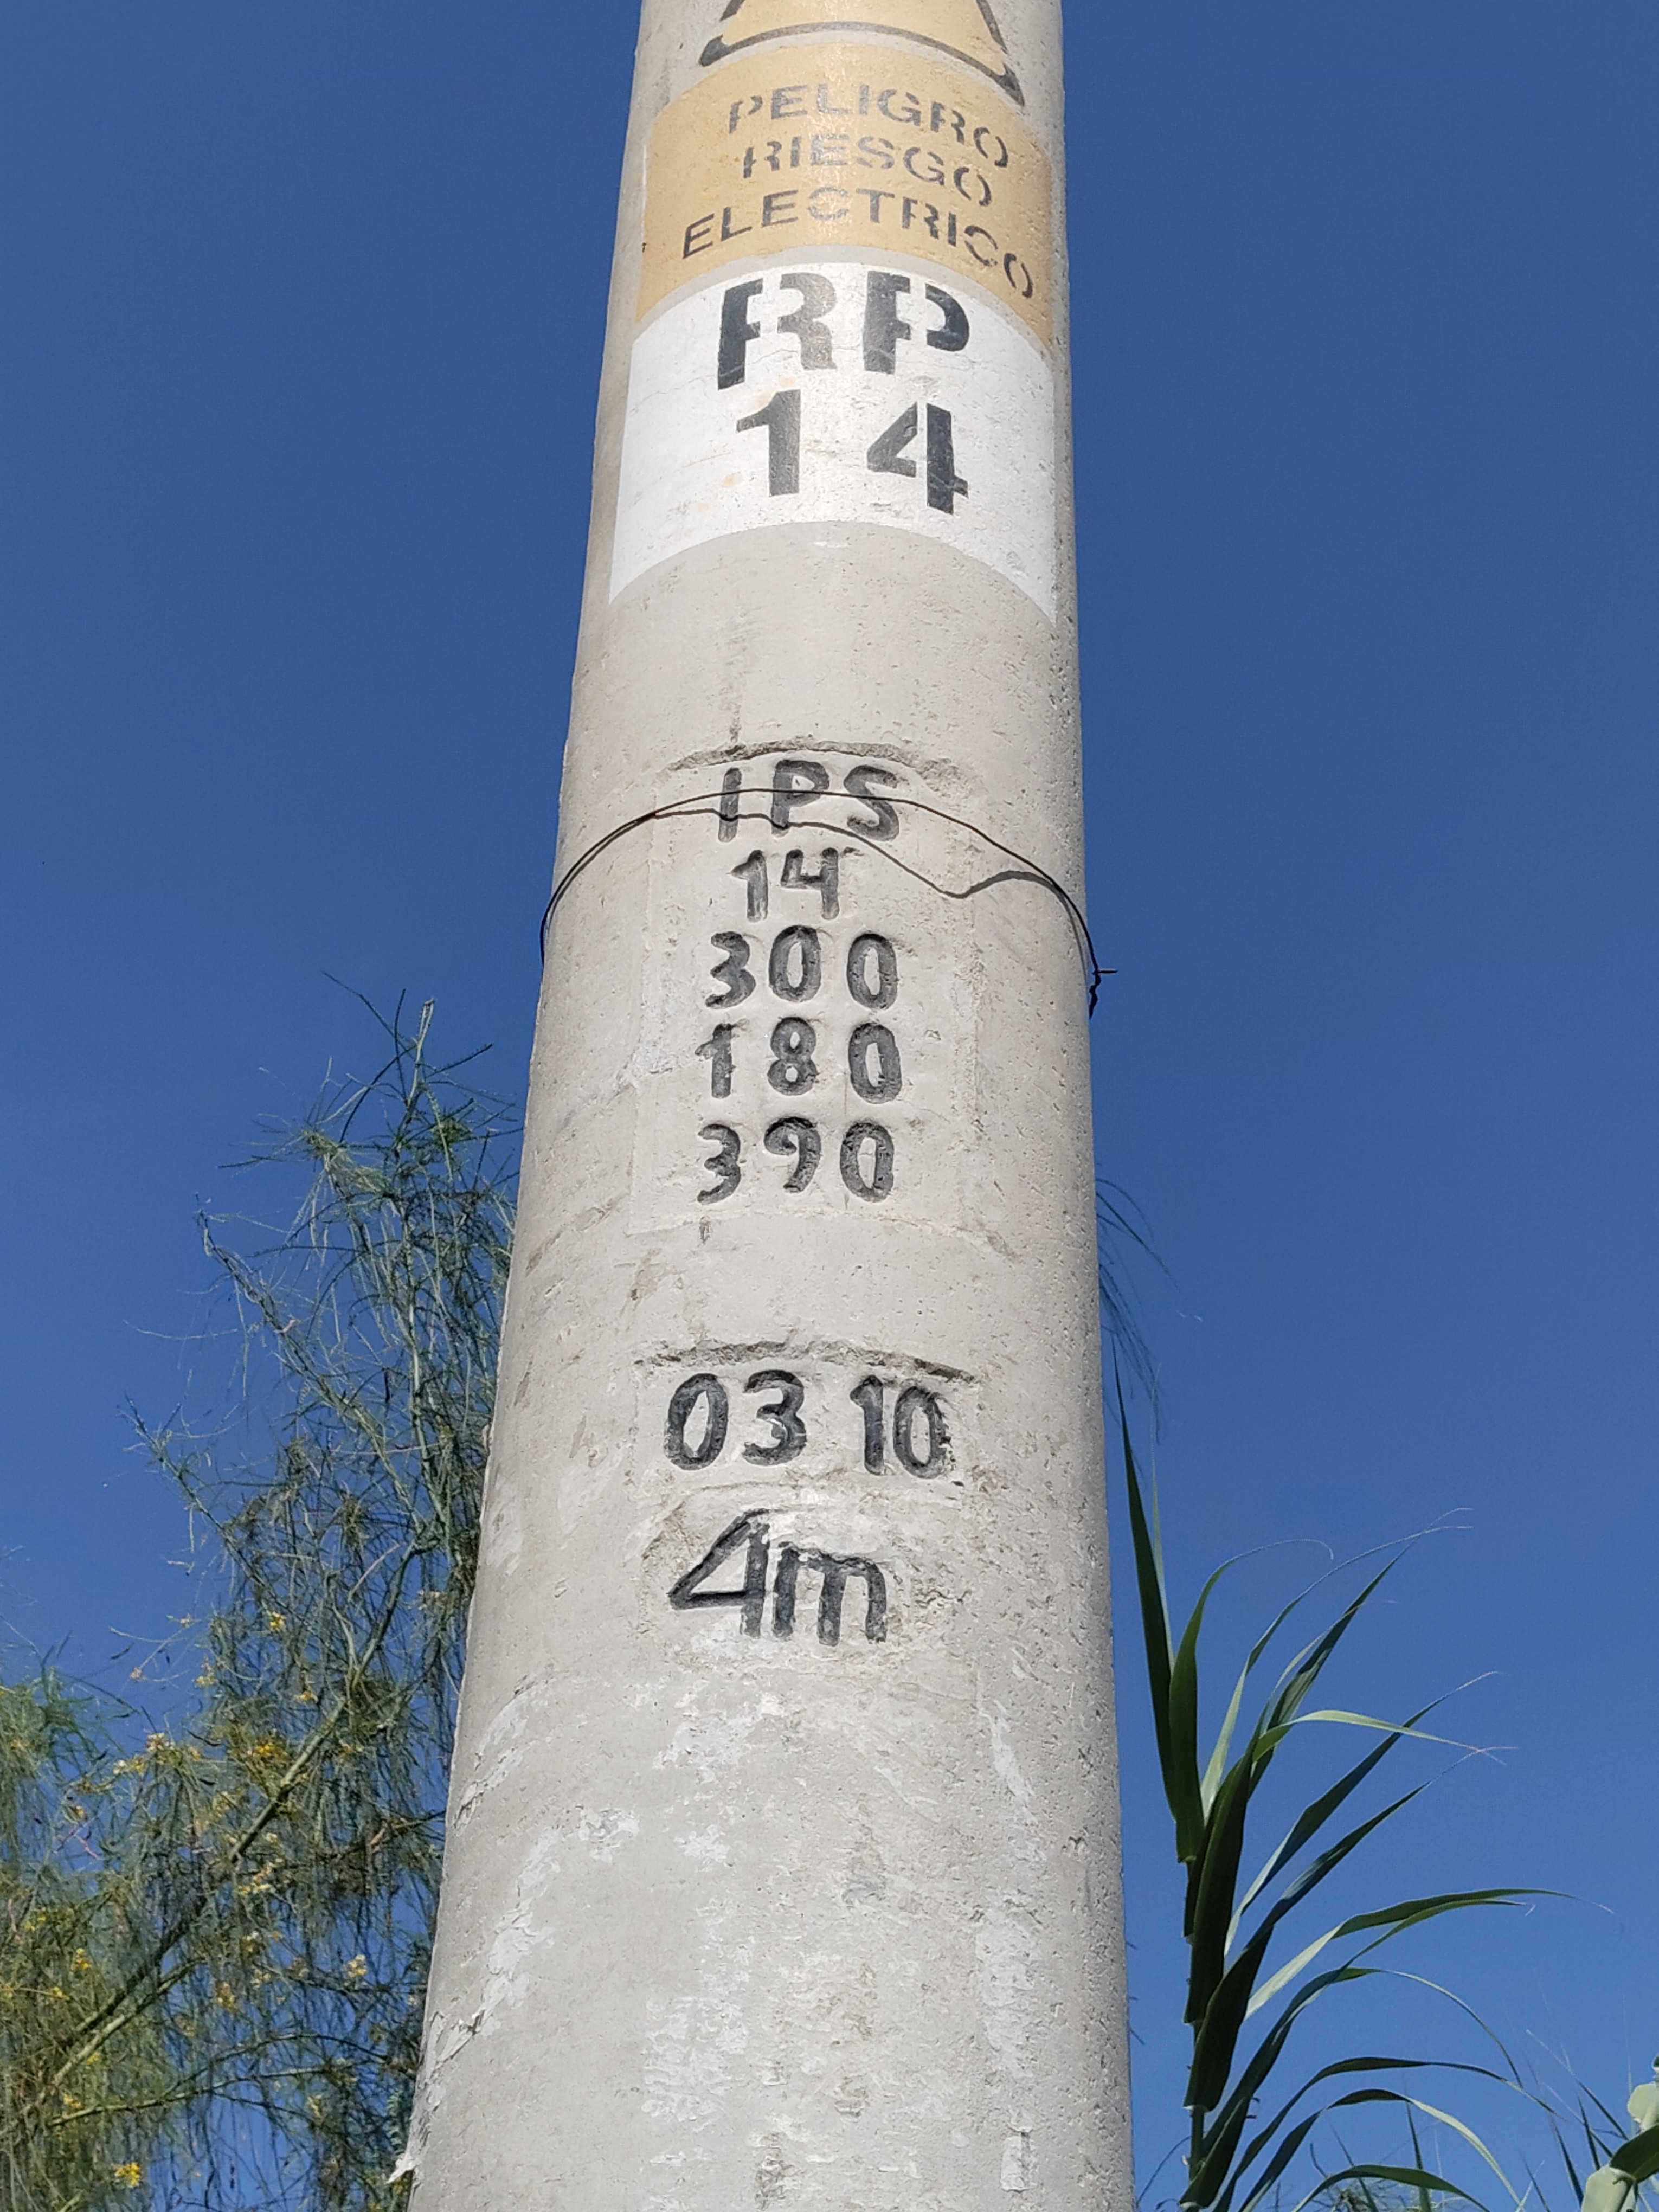 PELIGRO
RIESGO
ELECTRICO
RP
14
IPS
14
300
180
390
03 10
4m